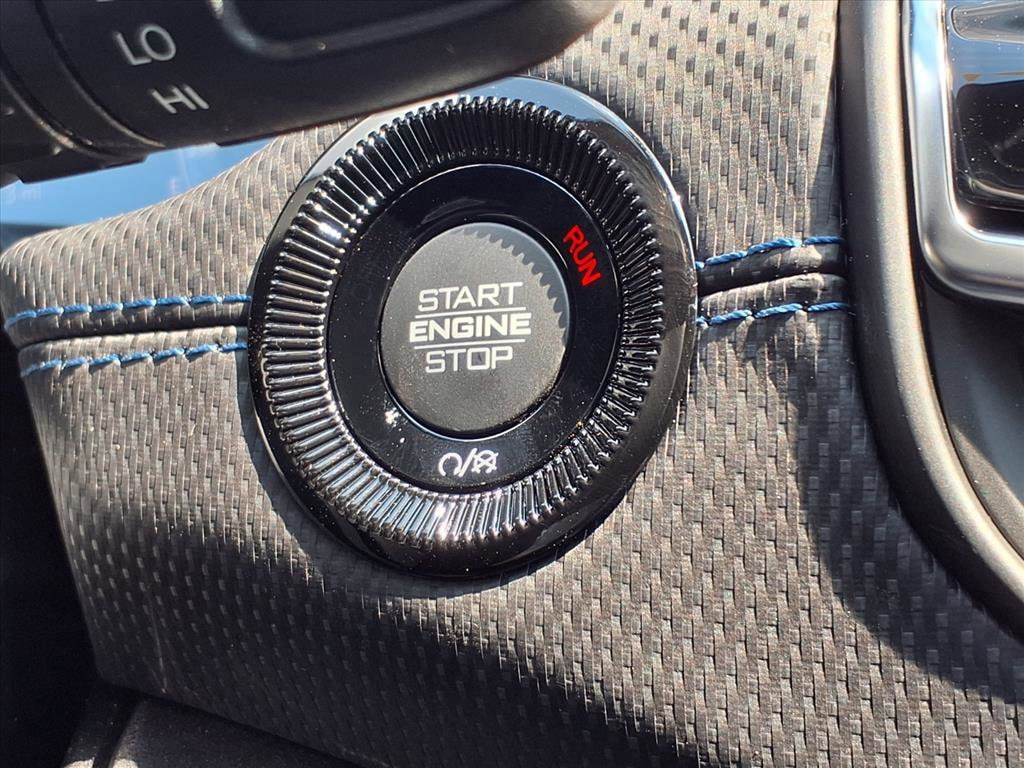 LO
HI
RUN
START
ENGINE
STOP